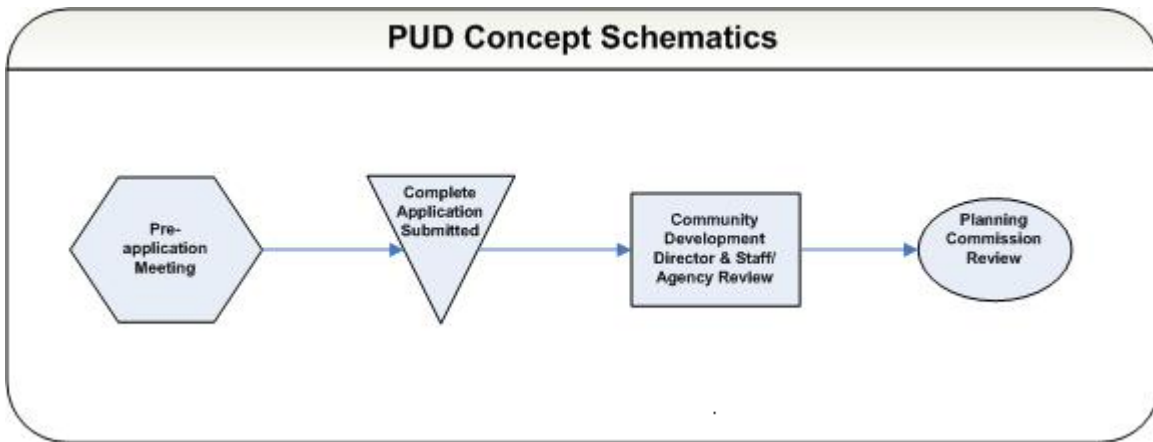 PUD Concept Schematics
Pre-
application
Meeting
Complete
Application
Submitted
Community
Development
Director & Staff/
Agency Review
Planning
Commission
Review